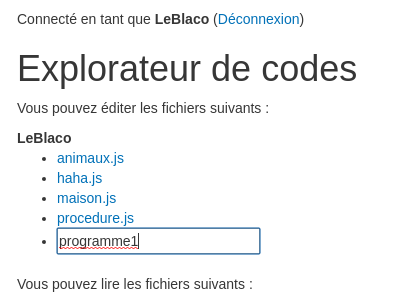 Connecté en tant que LeBlaco (Déconnexion)
Explorateur de codes
Vous pouvez éditer les fichiers suivants :
LeBlaco
animaux.js
haha.js
maison.js
procedure.js
programme1
Vous pouvez lire les fichiers suivants :